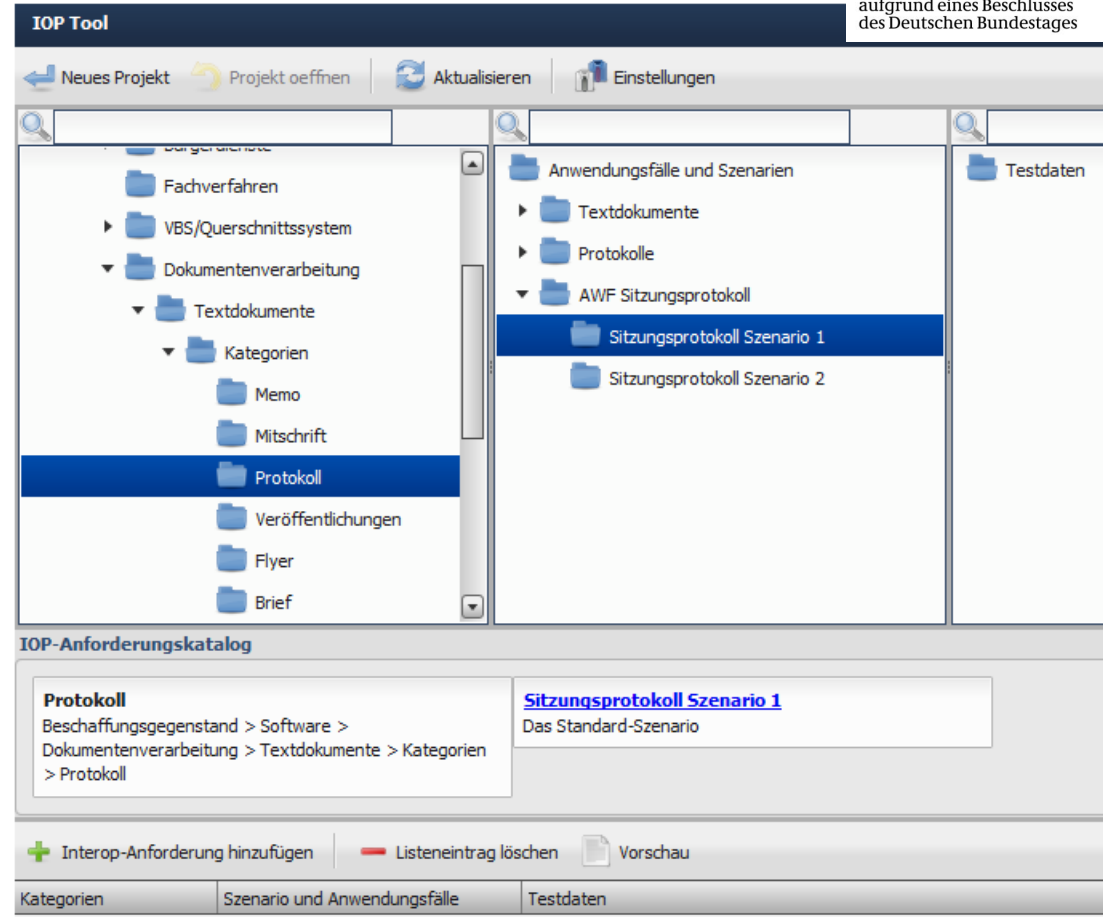 aufgrund eines Beschlusses
des Deutschen Bundestages
IOP Tool
Neues Projekt Projekt oeffnen Aktualisieren Einstellungen
Bürgerdienste
Fachverfahren
VBS/Querschnittssystem
Dokumentenverarbeitung
Textdokumente
Kategorien
Memo
Mitschrift
Protokoll
Veröffentlichungen
Flyer
Brief
Anwendungsfälle und Szenarien
Textdokumente
Protokolle
AWF Sitzungsprotokoll
Sitzungsprotokoll Szenario 1
Sitzungsprotokoll Szenario 2
Testdaten
IOP-Anforderungskatalog
Protokoll
Beschaffungsgegenstand > Software >
Dokumentenverarbeitung > Textdokumente > Kategorien
> Protokoll
Sitzungsprotokoll Szenario 1
Das Standard-Szenario
Interop-Anforderung hinzufügen Listeneintrag löschen Vorschau
Kategorien Szenario und Anwendungsfälle Testdaten